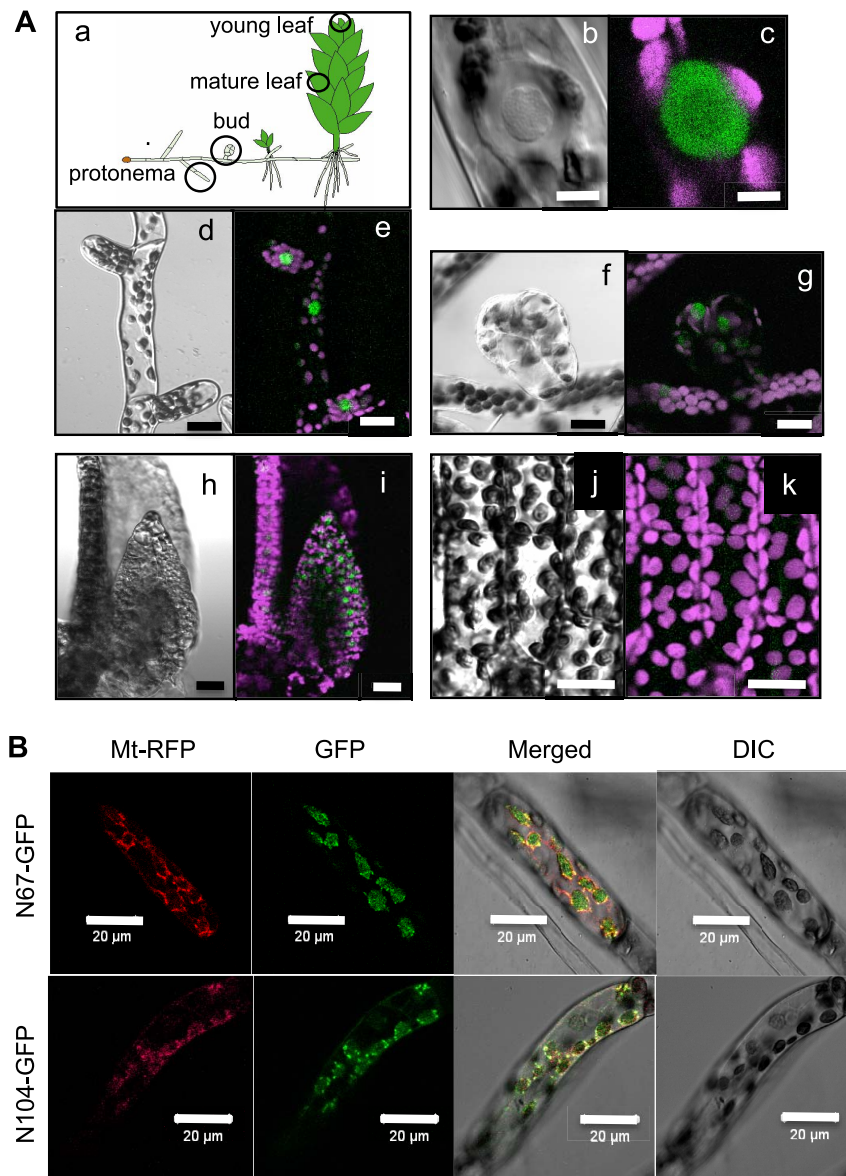 A
a
young leaf
mature leaf
bud
protonema
b
c
d
e
f
g
h
i
j
k
B
Mt-RFP
GFP
Merged
DIC
N67-GFP
20 μm
20 μm
20 μm
20 μm
N104-GFP
20 μm
20 μm
20 μm
20 μm